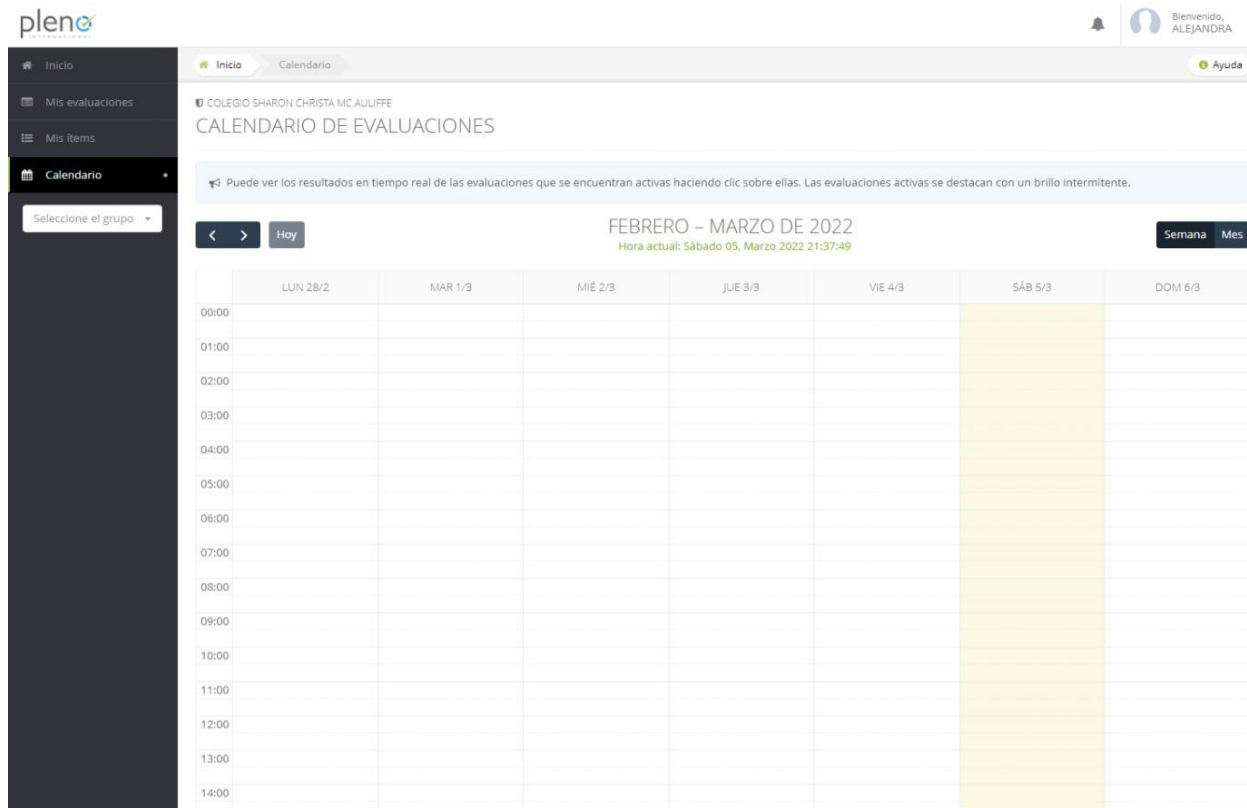 pleno
INTERNACIONAL
Bienvenido,
ALEJANDRA
Inicio
Mis evaluaciones
Mis ítems
Calendario
Seleccione el grupo
Inicio
Calendario
Ayuda
COLEGIO SHARON CHRISTA MC.AULIFFE
CALENDARIO DE EVALUACIONES
Puede ver los resultados en tiempo real de las evaluaciones que se encuentran activas haciendo clic sobre ellas. Las evaluaciones activas se destacan con un brillo intermitente.
Hoy
FEBRERO – MARZO DE 2022
Hora actual: Sábado 05, Marzo 2022 21:37:49
Semana Mes
LUN 28/2 MAR 1/3 MIÉ 2/3 JUE 3/3 VIE 4/3 SÁB 5/3 DOM 6/3
00:00
01:00
02:00
03:00
04:00
05:00
06:00
07:00
08:00
09:00
10:00
11:00
12:00
13:00
14:00